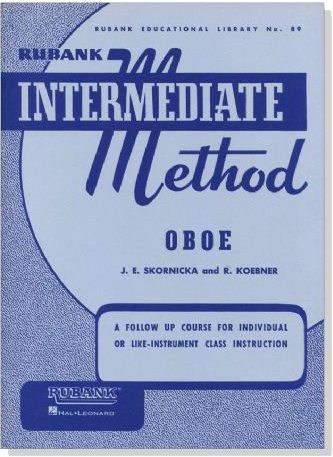 RUBANK EDUCATIONAL LIBRARY No. 89
RUBANK
INTERMEDIATE
Method
OBOE
J. E. SKORNICKA and R. KOEBNER
A FOLLOW UP COURSE FOR INDIVIDUAL
OR LIKE-INSTRUMENT CLASS INSTRUCTION
RUBANK
HAL•LEONARD